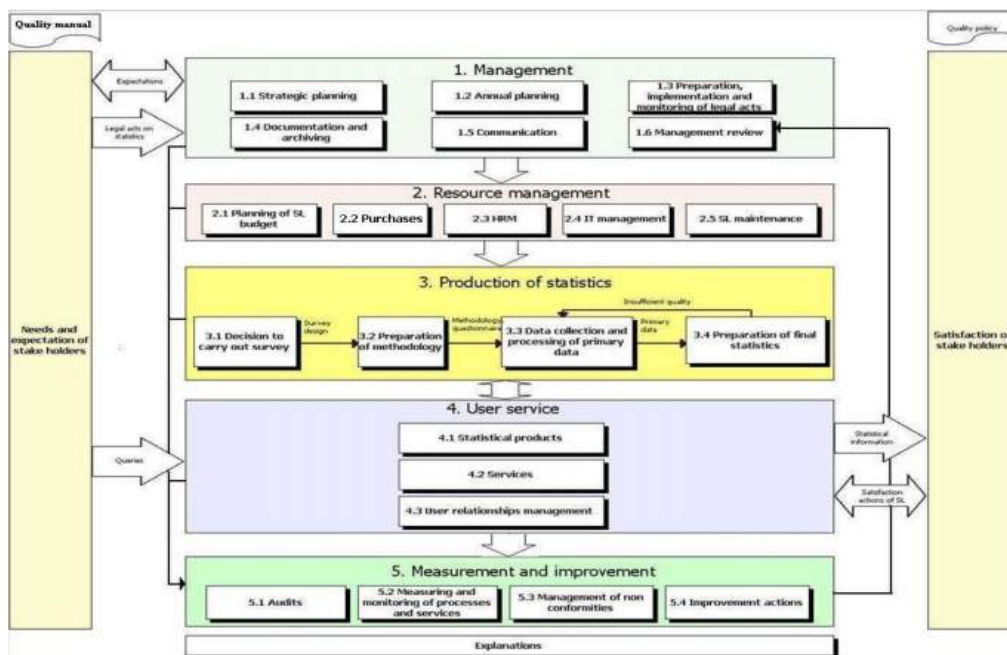 Quality manual
Quality policy
Needs and
expectation of
stake holders
Expectations
Legal acts on
statistics
Queries
1. Management
1.1 Strategic planning
1.2 Annual planning
1.3 Preparation,
implementation and
monitoring of legal acts
1.4 Documentation and
archiving
1.5 Communication
1.6 Management review
2. Resource management
2.1 Planning of SL
budget
2.2 Purchases
2.3 HRM
2.4 IT management
2.5 SL maintenance
3. Production of statistics
Insufficient quality
3.1 Decision to
carry out survey
Survey
design
3.2 Preparation
of methodology
Methodology
questionnaire
3.3 Data collection and
processing of primary
data
Primary
data
3.4 Preparation of final
statistics
4. User service
4.1 Statistical products
4.2 Services
4.3 User relationships management
Statistical
information
Satisfaction
actions of SL
5. Measurement and improvement
5.1 Audits
5.2 Measuring and
monitoring of processes
and services
5.3 Management of non
conformities
5.4 Improvement actions
Satisfaction o
stake holders
Explanations